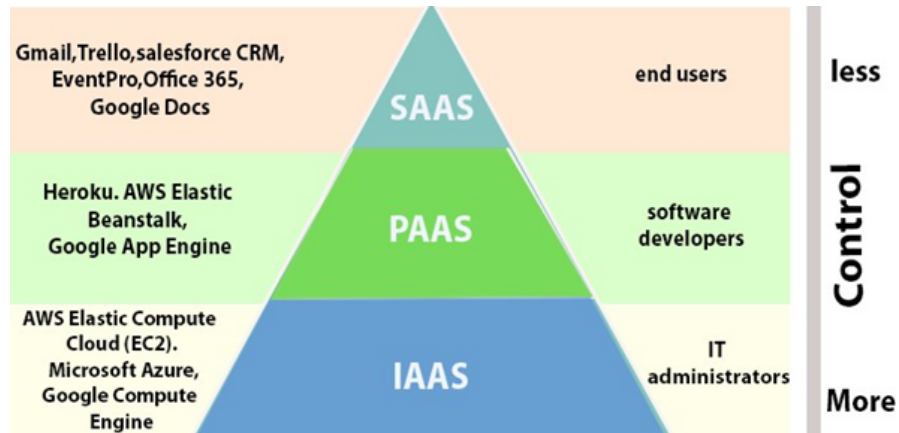 Gmail,Trello,salesforce CRM,
EventPro,Office 365,
Google Docs
SAAS
end users
less
Heroku. AWS Elastic
Beanstalk,
Google App Engine
PAAS
software
developers
Control
AWS Elastic Compute
Cloud (EC2).
Microsoft Azure,
Google Compute
Engine
IAAS
IT
administrators
More